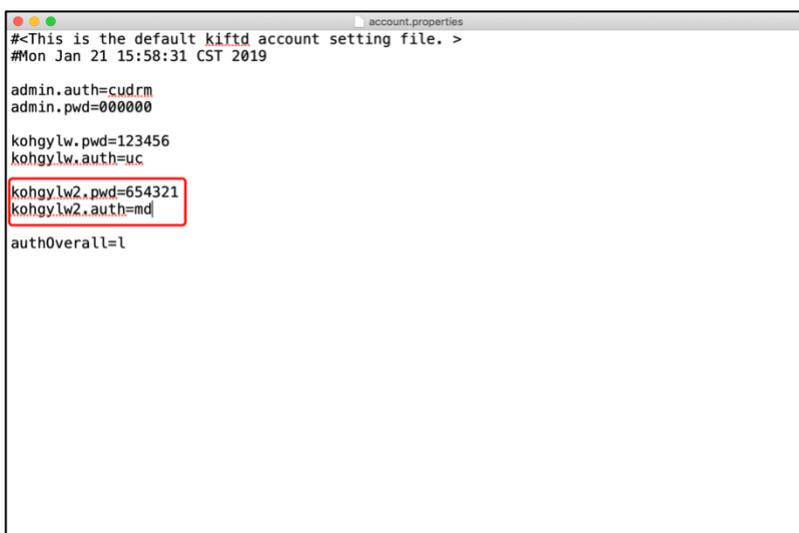 account.properties
#<This is the default kiftd account setting file. >
#Mon Jan 21 15:58:31 CST 2019
admin.auth=cudrm
admin.pwd=000000
kohgylw.pwd=123456
kohgylw.auth=uc
kohgylw2.pwd=654321
kohgylw2.auth=md
authOverall=l